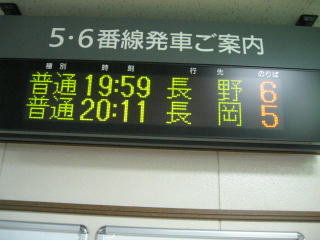 5・6番線発車ご案内
種別 時刻 行先 のりば
普通 19:59 長野 6
普通 20:11 長岡 5